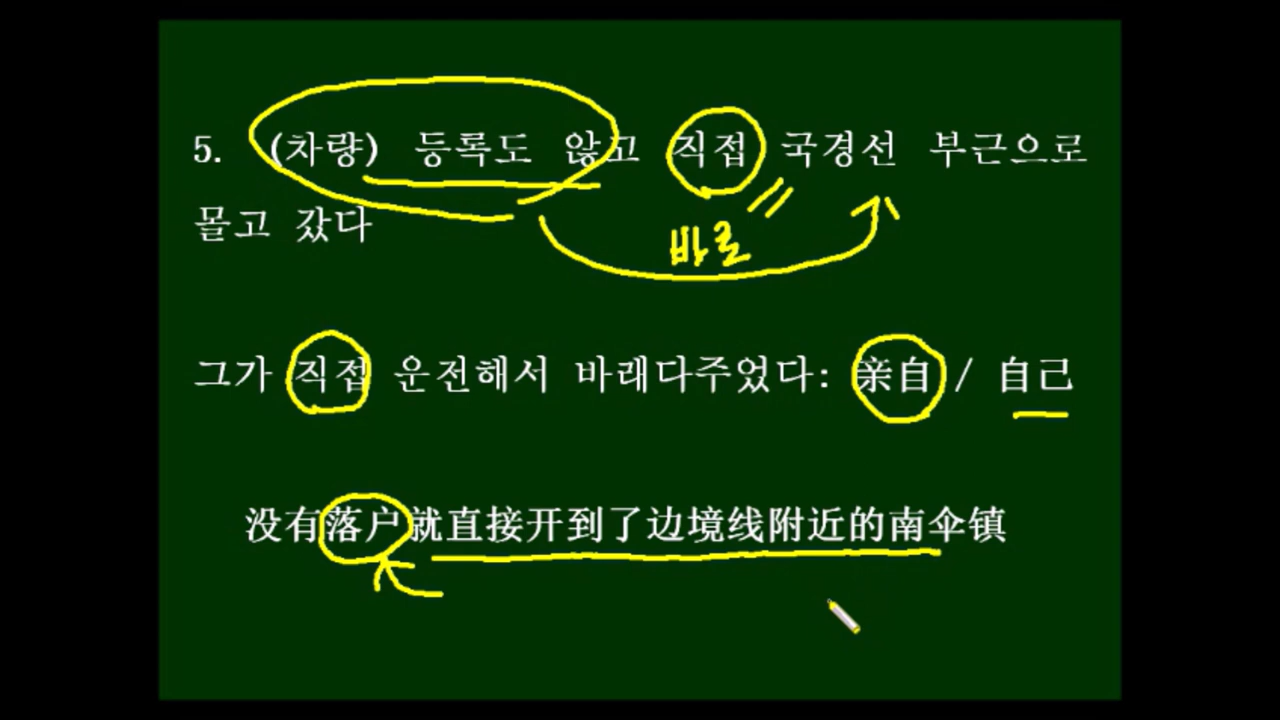 5. (차량) 등록도 않고 직접 국경선 부근으로
바로
몰고 갔다
그가 직접 운전해서 바래다주었다: 亲自 / 自己
没有落户就直接开到了边境线附近的南伞镇